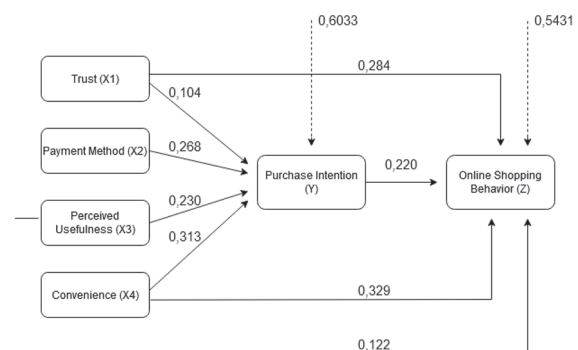 0,6033
0,5431
0,284
Trust (X1)
0,104
Payment Method (X2)
0,268
Purchase Intention
(Y)
0,220
Online Shopping
Behavior (Z)
0,230
Perceived
Usefulness (X3)
0,313
Convenience (X4)
0,329
0,122